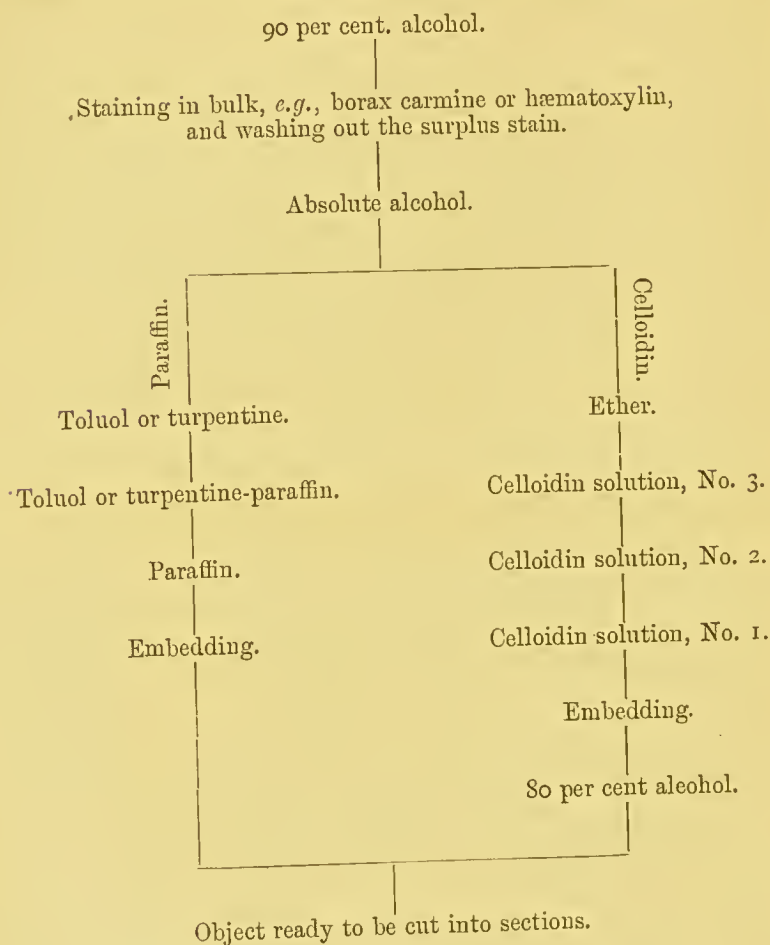 90 per cent. alcohol.
Staining in bulk, e.g., borax carmine or hæmatoxylin,
and washing out the surplus stain.
Absolute alcohol.
Paraffin.
Toluol or turpentine.
Toluol or turpentine-paraffin.
Paraffin.
Embedding.
Celloidin.
Ether.
Celloidin solution, No. 3.
Celloidin solution, No. 2.
Celloidin solution, No. 1.
Embedding.
80 per cent alcohol.
Object ready to be cut into sections.